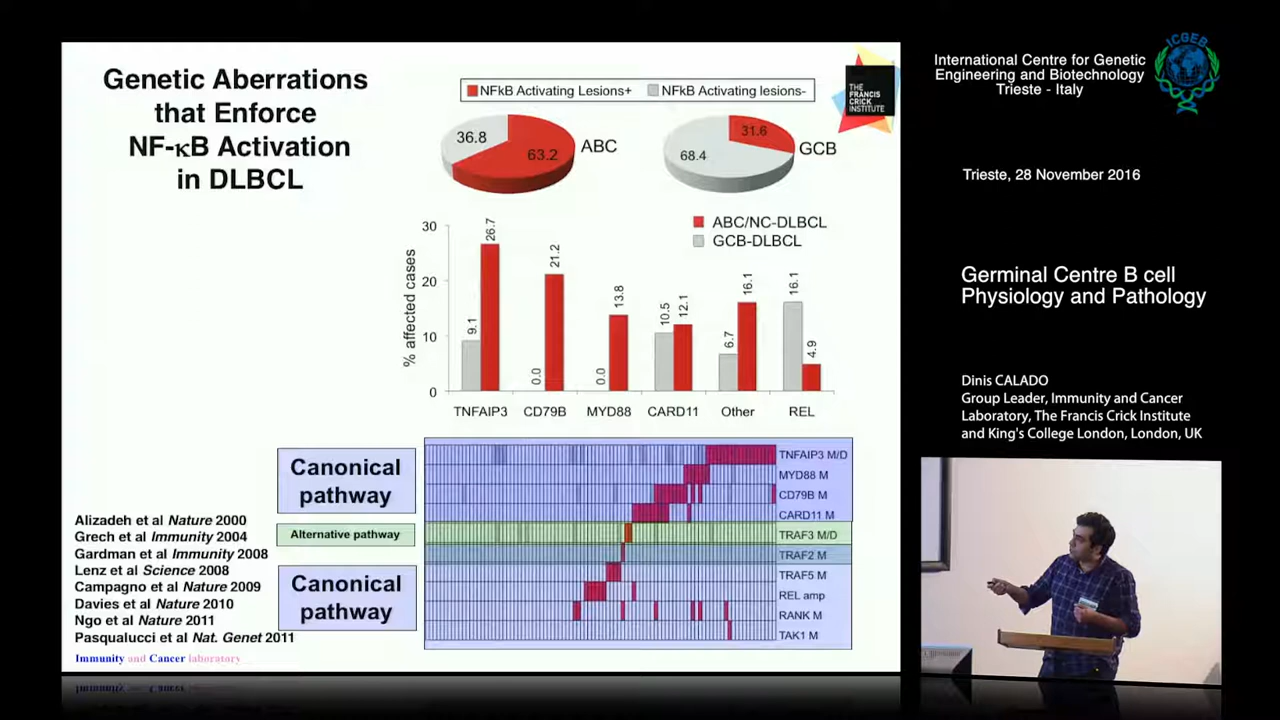 Genetic Aberrations
that Enforce
NF-κB Activation
in DLBCL
NFkB Activating Lesions+
NFkB Activating lesions-
THE
FRANCIS
CRICK
INSTITUTE
36.8
63.2
ABC
31.6
68.4
GCB
ABC/NC-DLBCL
GCB-DLBCL
% affected cases
30
20
10
0
9.1
26.7
0.0
21.2
0.0
13.8
10.5
12.1
6.7
16.1
16.1
4.9
TNFAIP3
CD79B
MYD88
CARD11
Other
REL
Canonical
pathway
Alternative pathway
Canonical
pathway
TNFAIP3 M/D
MYD88 M
CD79B M
CARD11 M
TRAF3 M/D
TRAF2 M
TRAF5 M
REL amp
RANK M
TAK1 M
Alizadeh et al Nature 2000
Grech et al Immunity 2004
Gardman et al Immunity 2008
Lenz et al Science 2008
Campagno et al Nature 2009
Davies et al Nature 2010
Ngo et al Nature 2011
Pasqualucci et al Nat. Genet 2011
Immunity and Cancer laboratory
International Centre for Genetic
Engineering and Biotechnology
Trieste - Italy
ICGEB
Trieste, 28 November 2016
Germinal Centre B cell
Physiology and Pathology
Dinis CALADO
Group Leader, Immunity and Cancer
Laboratory, The Francis Crick Institute
and King's College London, London, UK